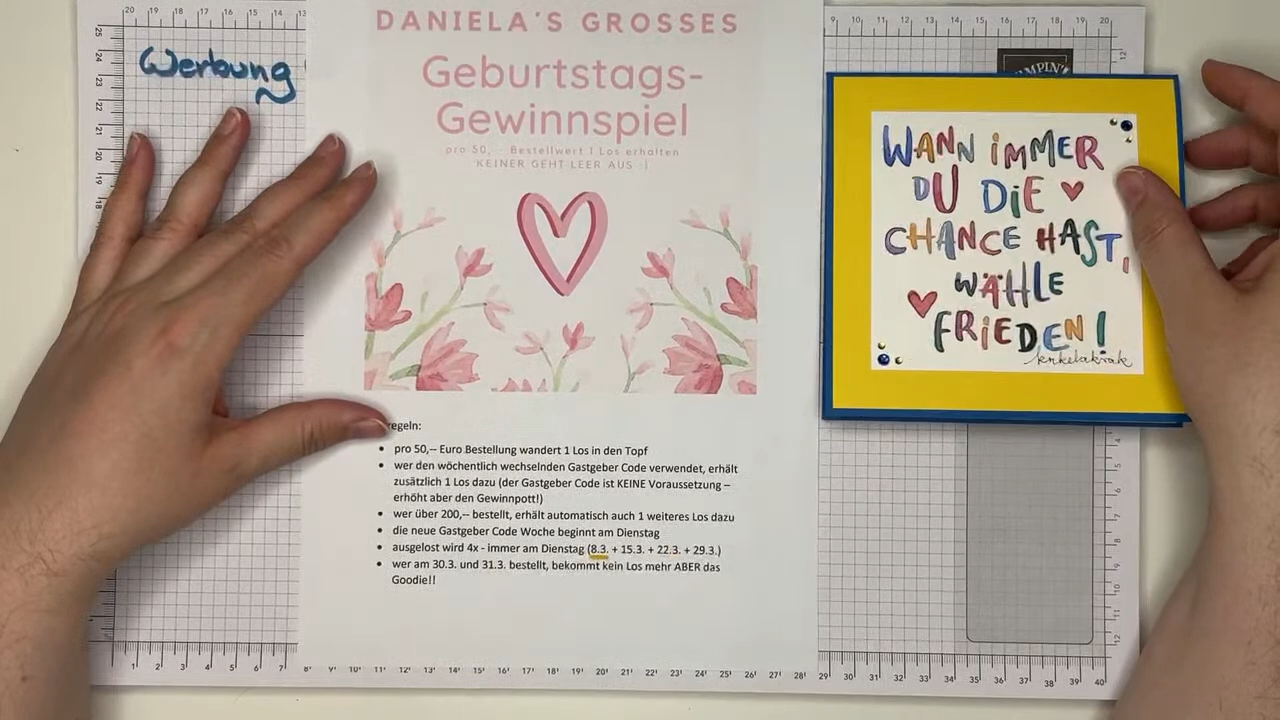 Werbung
DANIELA´S GROSSES
Geburtstags-
Gewinnspiel
pro 50,-- Bestellwert 1 Los erhalten
KEINER GEHT LEER AUS :)
regeln:
• pro 50,-- Euro Bestellung wandert 1 Los in den Topf
• wer den wöchentlich wechselnden Gastgeber Code verwendet, erhält
zusätzlich 1 Los dazu (der Gastgeber Code ist KEINE Voraussetzung –
erhöht aber den Gewinnpott!)
• wer über 200,-- bestellt, erhält automatisch auch 1 weiteres Los dazu
• die neue Gastgeber Code Woche beginnt am Dienstag
• ausgelost wird 4x - immer am Dienstag (8.3. + 15.3. + 22.3. + 29.3.)
• wer am 30.3. und 31.3. bestellt, bekommt kein Los mehr ABER das
Goodie!!
WANN IMMER
DU DIE
CHANCE HAST,
WÄHLE
FRIEDEN!